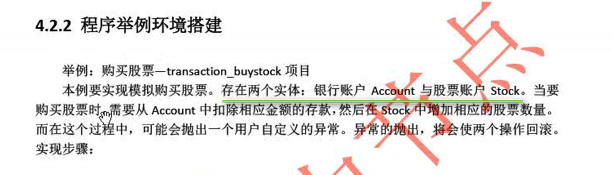 4.2.2 程序举例环境搭建
举例：购买股票—transaction_buystock 项目
本例要实现模拟购买股票。存在两个实体：银行账户 Account 与股票账户 Stock。当要
购买股票时，需要从 Account 中扣除相应金额的存款，然后在 Stock 中增加相应的股票数量。
而在这个过程中，可能会抛出一个用户自定义的异常。异常的抛出，将会使两个操作回滚。
实现步骤：
节点